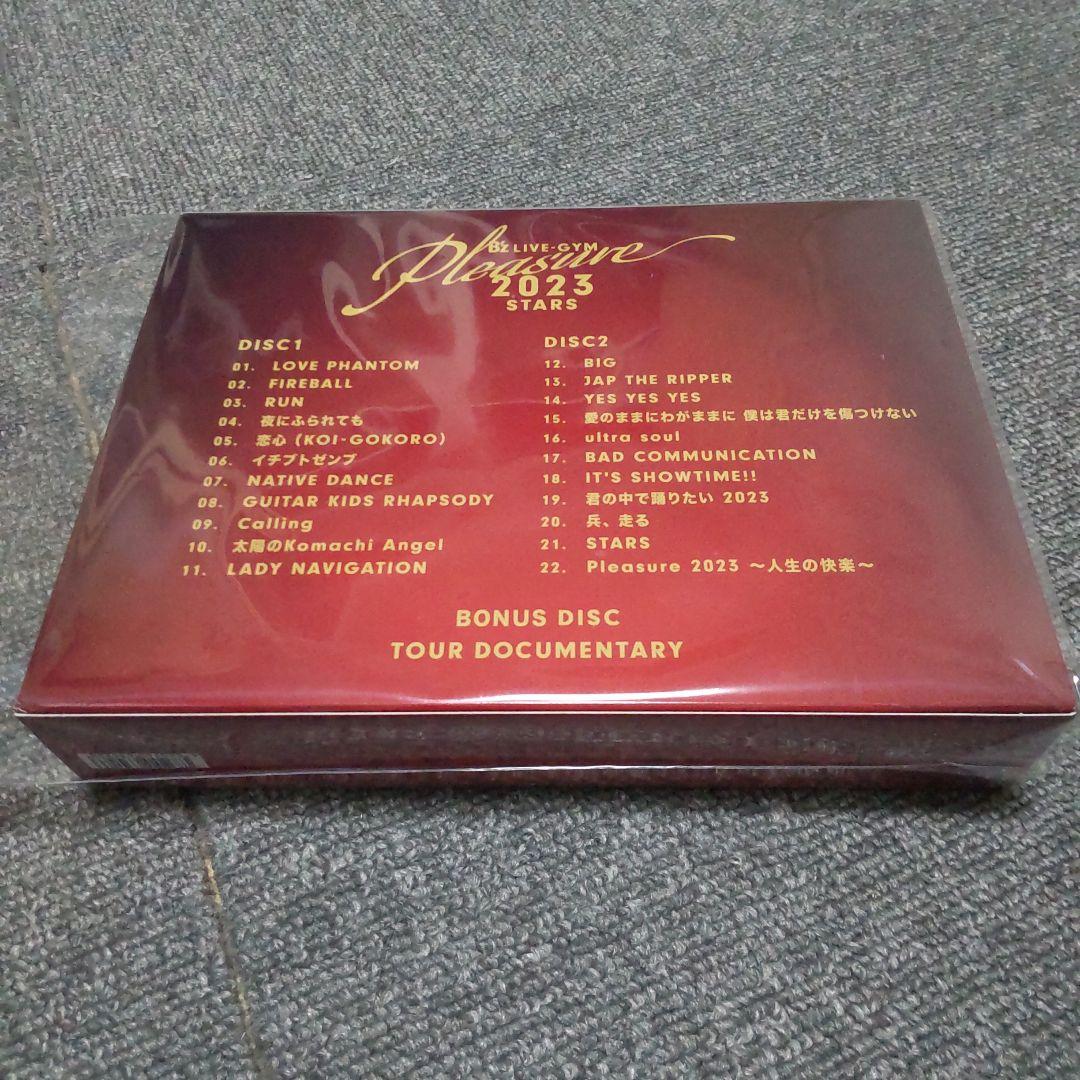 B'z LIVE-GYM
Pleasure
2023
STARS
DISC1
01. LOVE PHANTOM
02. FIREBALL
03. RUN
04. 夜にふられても
05. 恋心 (KOI-GOKORO)
06. イチブトゼンブ
07. NATIVE DANCE
08. GUITAR KIDS RHAPSODY
09. Calling
10. 太陽のKomachi Angel
11. LADY NAVIGATION
DISC2
12. BIG
13. JAP THE RIPPER
14. YES YES YES
15. 愛のままにわがままに 僕は君だけを傷つけない
16. ultra soul
17. BAD COMMUNICATION
18. IT'S SHOWTIME!!
19. 君の中で踊りたい 2023
20. 兵、走る
21. STARS
22. Pleasure 2023 ～人生の快楽～
BONUS DISC
TOUR DOCUMENTARY